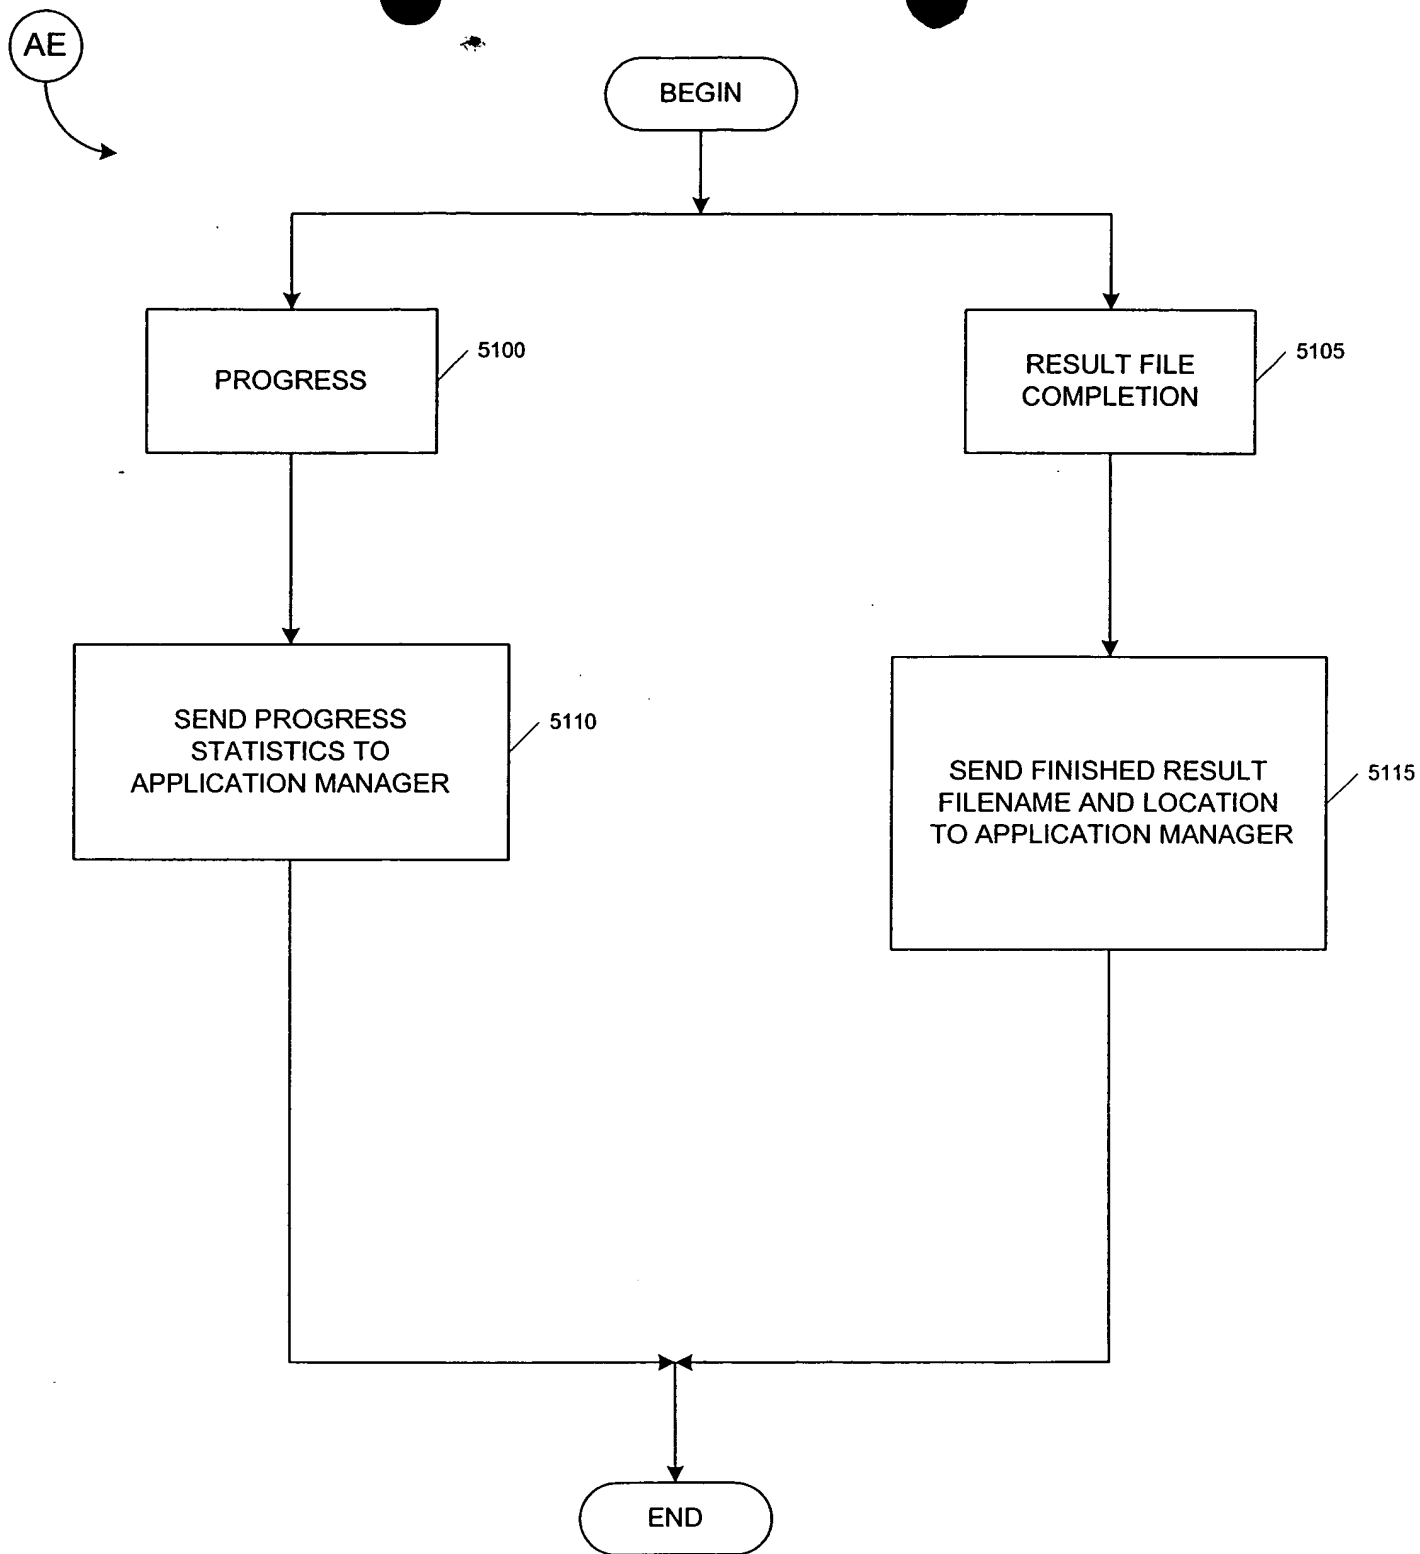 AE
BEGIN
PROGRESS
5100
RESULT FILE
COMPLETION
5105
SEND PROGRESS
STATISTICS TO
APPLICATION MANAGER
5110
SEND FINISHED RESULT
FILENAME AND LOCATION
TO APPLICATION MANAGER
5115
END